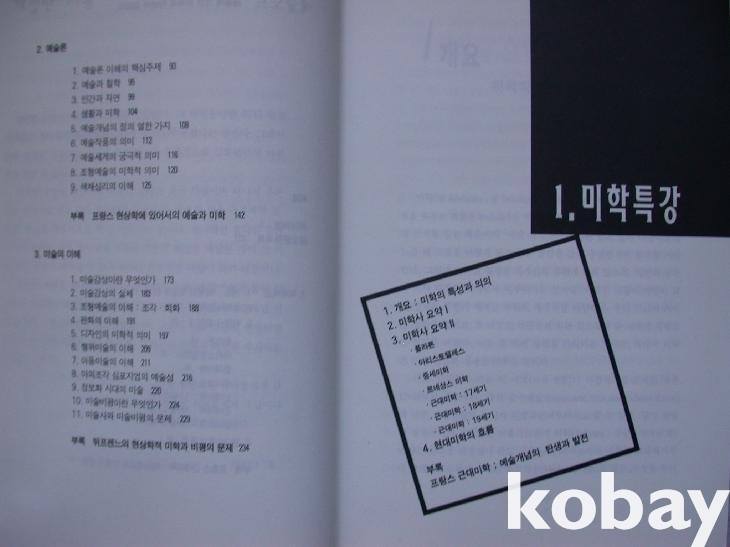 2. 예술론
1. 예술론 이해의 핵심주제 90
2. 예술과 철학 95
3. 인간과 자연 99
4. 생활과 미학 104
5. 예술개념의 정의 열한 가지 108
6. 예술작품의 의미 112
7. 예술세계의 궁극적 의미 116
8. 조형예술의 미학적 의미 120
9. 색채심리의 이해 125
부록 프랑스 현상학에 있어서의 예술과 미학 142
3. 미술의 이해
1. 미술감상이란 무엇인가 173
2. 미술감상의 실제 183
3. 조형예술의 이해 : 조각 · 회화 188
4. 판화의 이해 191
5. 디자인의 미학적 의미 197
6. 행위미술의 이해 206
7. 아동미술의 이해 211
8. 야외조각 심포지엄의 예술성 216
9. 정보화 시대의 미술 220
10. 미술비평이란 무엇인가 224
11. 미술사와 미술비평의 문제 229
부록 뒤프렌느의 현상학적 미학과 비평의 문제 234
1. 미학특강
1. 개요 : 미학의 특성과 의의
2. 미학사 요약 I
3. 미학사 요약 II
· 플라톤
· 아리스토텔레스
· 중세미학
· 르네상스 미학
· 근대미학 : 17세기
· 근대미학 : 18세기
· 근대미학 : 19세기
4. 현대미학의 흐름
부록
프랑스 근대미학 ; 예술개념의 탄생과 발전
kobay